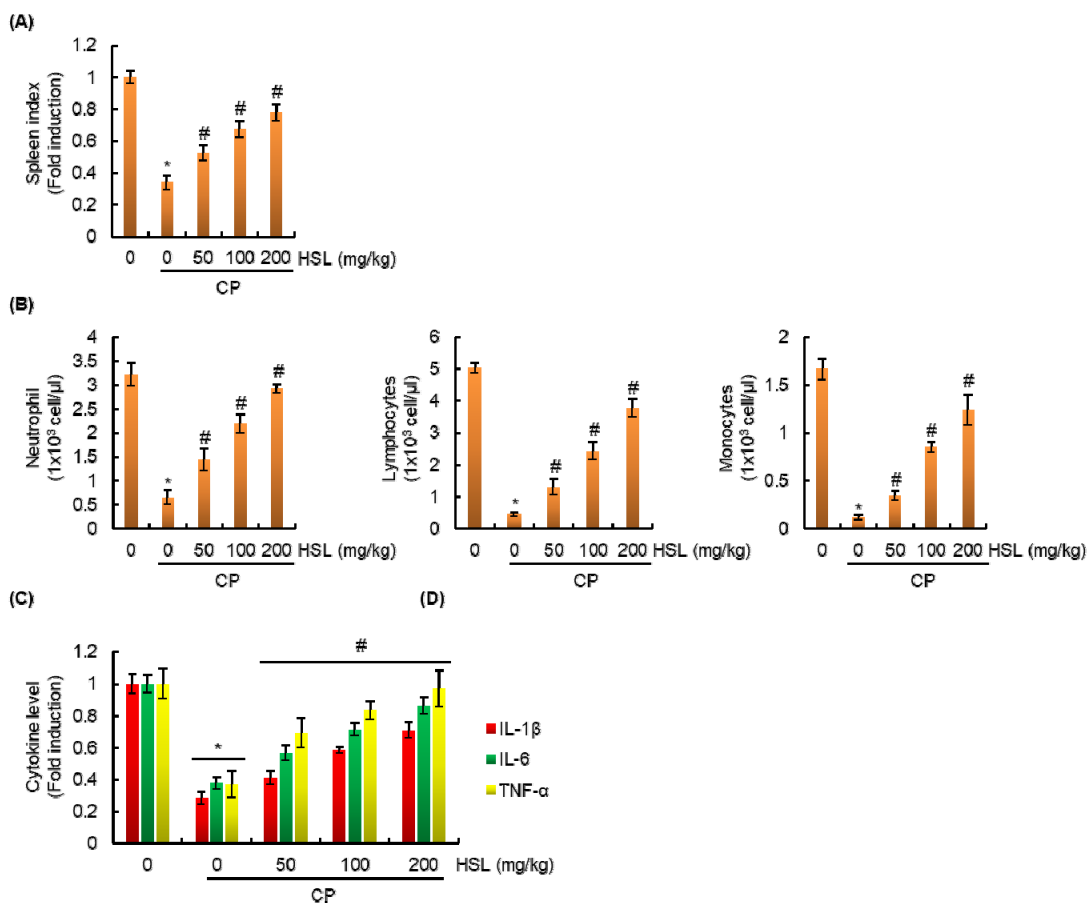 (A)
Spleen index
(Fold induction)
1.2
1
0.8
0.6
0.4
0.2
0
*
#
#
#
0 0 50 100 200 HSL (mg/kg)
CP
(B)
Neutrophil
(1x10³ cell/μl)
4
3.5
3
2.5
2
1.5
1
0.5
0
*
#
#
#
0 0 50 100 200 HSL (mg/kg)
CP
Lymphocytes
(1x10³ cell/μl)
6
5
4
3
2
1
0
*
#
#
#
0 0 50 100 200 HSL (mg/kg)
CP
Monocytes
(1x10³ cell/μl)
2
1.5
1
0.5
0
*
#
#
#
0 0 50 100 200 HSL (mg/kg)
CP
(C)
(D)
Cytokine level
(Fold induction)
1.2
1
0.8
0.6
0.4
0.2
0
*
#
0 0 50 100 200 HSL (mg/kg)
CP
IL-1β
IL-6
TNF-α